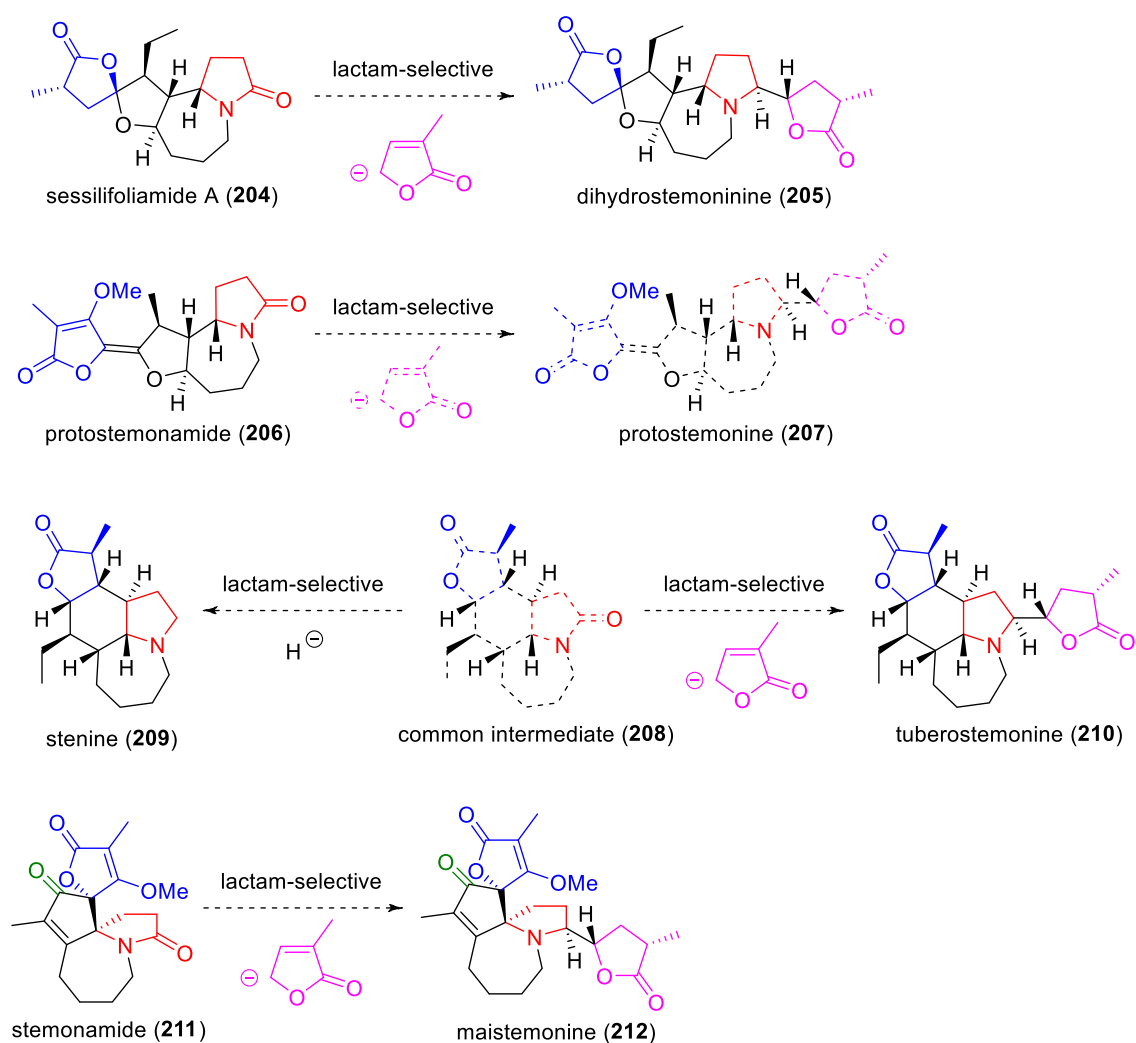 O O H H N O O H
lactam-selective
⊖ O O
O O H H N H O H O O
sessilifoliamide A (204)
dihydrostemoninine (205)
OMe O O H H N O O H
lactam-selective
⊖ O O
OMe O O H H N H H O O O H
protostemonamide (206)
protostemonine (207)
O O H H H H H N
stenine (209)
lactam-selective
H ⊖
O O H H H H H N O
common intermediate (208)
lactam-selective
⊖ O O
O O H H H H H N H H O O
tuberostemonine (210)
O O O OMe N O
stemonamide (211)
lactam-selective
⊖ O O
O O O OMe N H H O O
maistemonine (212)